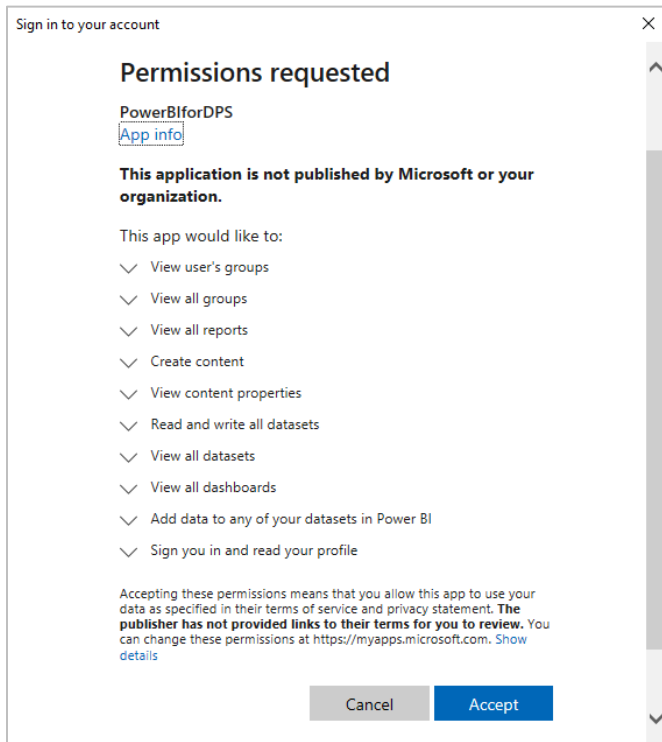 Sign in to your account
Permissions requested
PowerBIforDPS
App info
This application is not published by Microsoft or your
organization.
This app would like to:
View user's groups
View all groups
View all reports
Create content
View content properties
Read and write all datasets
View all datasets
View all dashboards
Add data to any of your datasets in Power BI
Sign you in and read your profile
Accepting these permissions means that you allow this app to use your
data as specified in their terms of service and privacy statement. The
publisher has not provided links to their terms for you to review. You
can change these permissions at https://myapps.microsoft.com. Show
details
Cancel
Accept